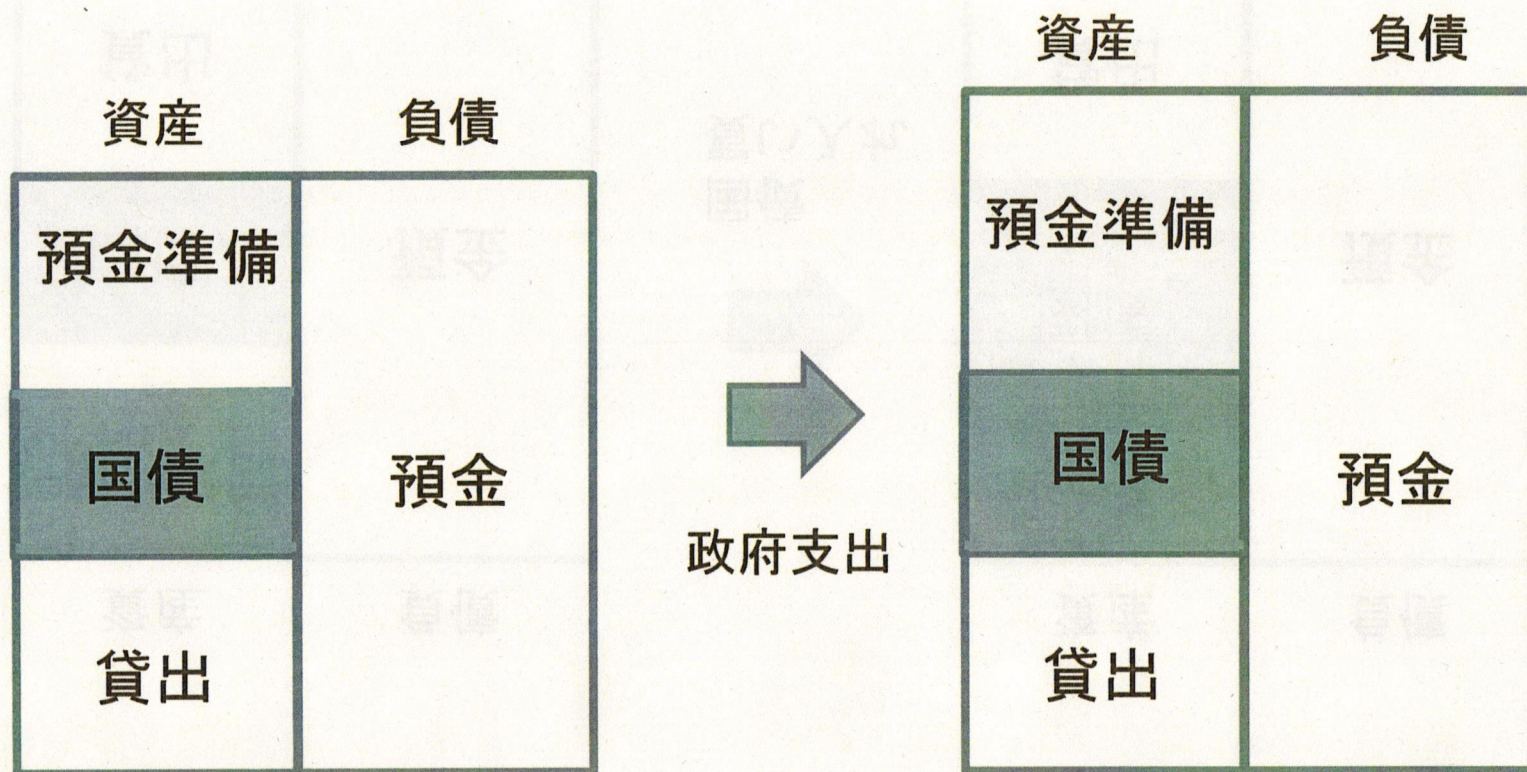 資産 負債
預金準備
国債 預金
貸出
政府支出
資産 負債
預金準備
国債 預金
貸出